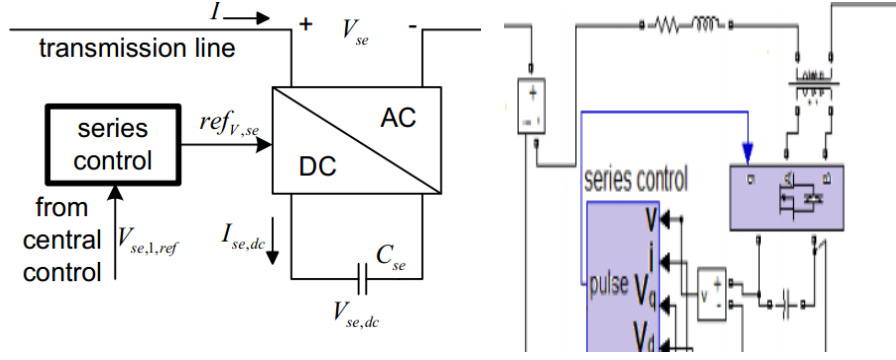 I
+ V_se -
transmission line
AC
DC
series
control
ref_V,se
from
central
control
V_se,1,ref
I_se,dc
C_se
V_se,dc
+
-
series control
pulse
V
i
V_q
V_d
g
A
B
v
+
-